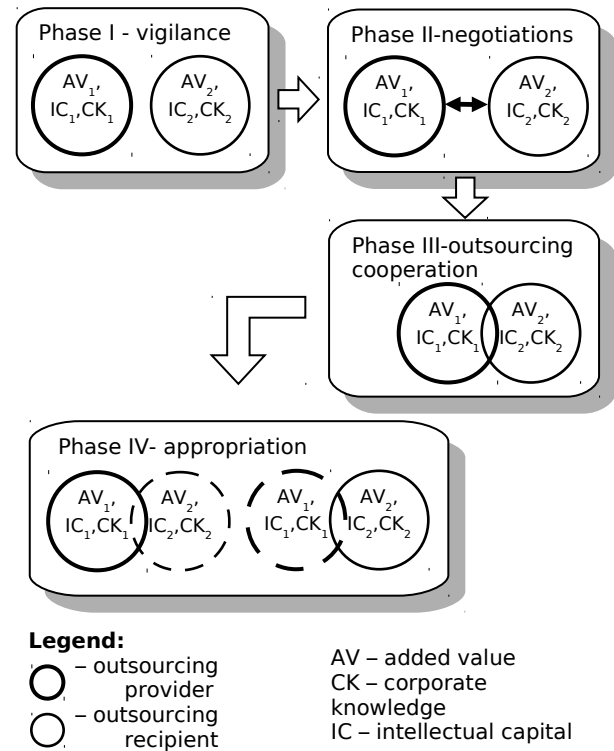 Phase I - vigilance
AV₁,
IC₁,CK₁
AV₂,
IC₂,CK₂
Phase II-negotiations
AV₁,
IC₁,CK₁
AV₂,
IC₂,CK₂
Phase III-outsourcing
cooperation
AV₁,
IC₁,CK₁
AV₂,
IC₂,CK₂
Phase IV- appropriation
AV₁,
IC₁,CK₁
AV₂,
IC₂,CK₂
AV₁,
IC₁,CK₁
AV₂,
IC₂,CK₂
Legend:
– outsourcing
provider
– outsourcing
recipient
AV – added value
CK – corporate
knowledge
IC – intellectual capital